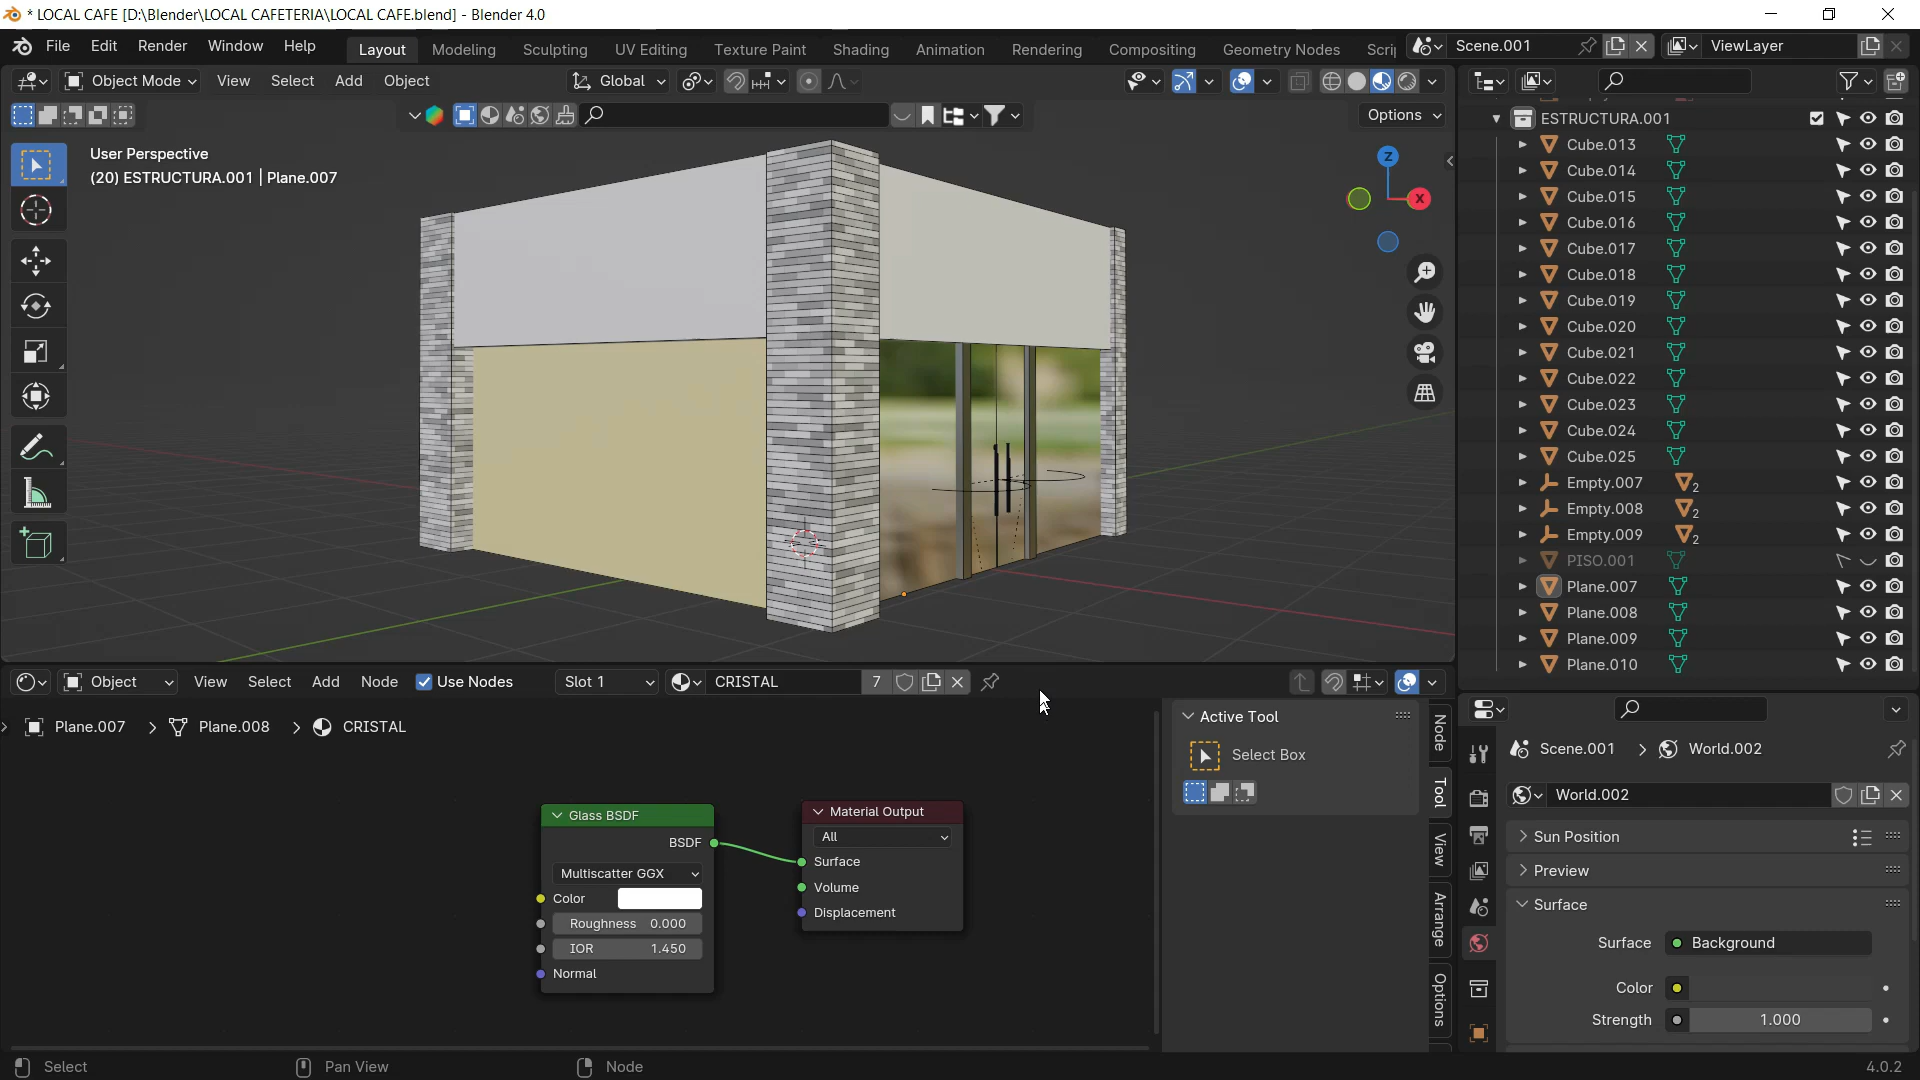 * LOCAL CAFE [D:\Blender\LOCAL CAFETERIA\LOCAL CAFE.blend] - Blender 4.0
File Edit Render Window Help Layout Modeling Sculpting UV Editing Texture Paint Shading Animation Rendering Compositing Geometry Nodes Scrip Scene.001 ViewLayer
Object Mode View Select Add Object Global
Options
User Perspective
(20) ESTRUCTURA.001 | Plane.007
Z
X
ESTRUCTURA.001
Cube.013
Cube.014
Cube.015
Cube.016
Cube.017
Cube.018
Cube.019
Cube.020
Cube.021
Cube.022
Cube.023
Cube.024
Cube.025
Empty.007 2
Empty.008 2
Empty.009 2
PISO.001
Plane.007
Plane.008
Plane.009
Plane.010
Object View Select Add Node Use Nodes Slot 1 CRISTAL 7
Plane.007 Plane.008 CRISTAL
Glass BSDF
BSDF
Multiscatter GGX
Color
Roughness 0.000
IOR 1.450
Normal
Material Output
All
Surface
Volume
Displacement
Active Tool
Select Box
Node
Tool
View
Arrange
Options
Scene.001 World.002
World.002
Sun Position
Preview
Surface
Surface Background
Color
Strength 1.000
Select Pan View Node 4.0.2